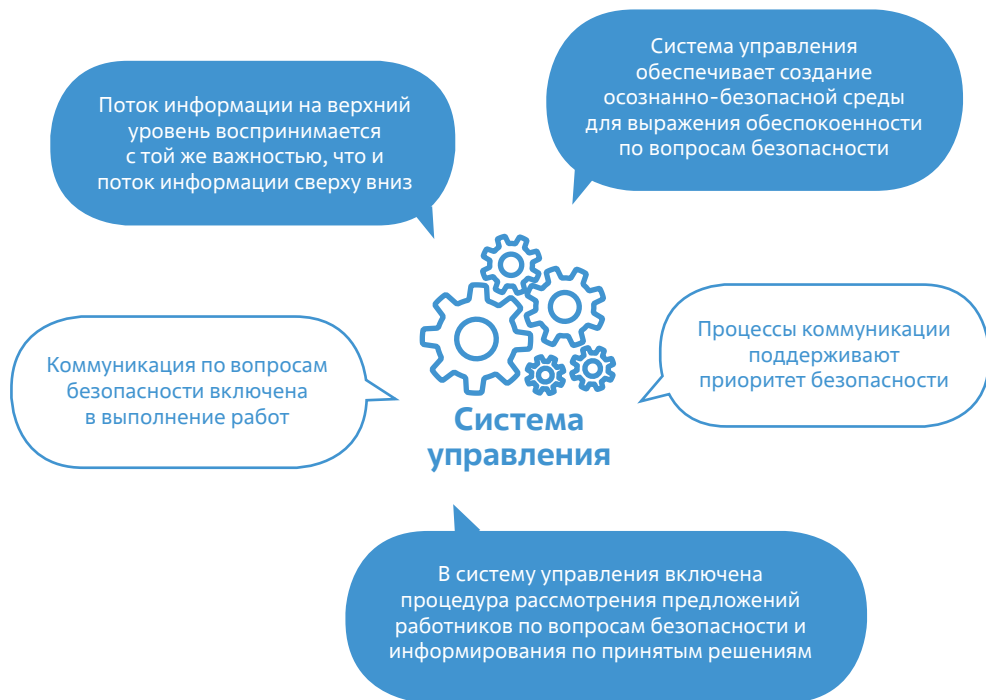 Поток информации на верхний
уровень воспринимается
с той же важностью, что и
поток информации сверху вниз
Система управления
обеспечивает создание
осознанно-безопасной среды
для выражения обеспокоенности
по вопросам безопасности
Коммуникация по вопросам
безопасности включена
в выполнение работ
Система
управления
Процессы коммуникации
поддерживают
приоритет безопасности
В систему управления включена
процедура рассмотрения предложений
работников по вопросам безопасности и
информирования по принятым решениям